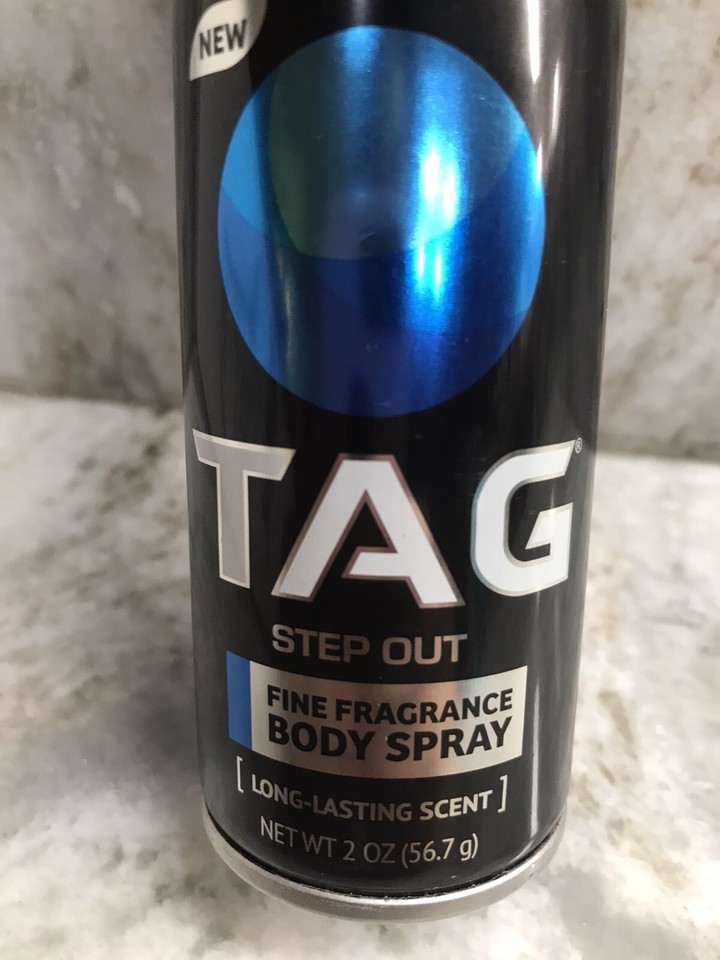 NEW
TAG®
STEP OUT
FINE FRAGRANCE
BODY SPRAY
[LONG-LASTING SCENT]
NET WT 2 OZ (56.7 g)